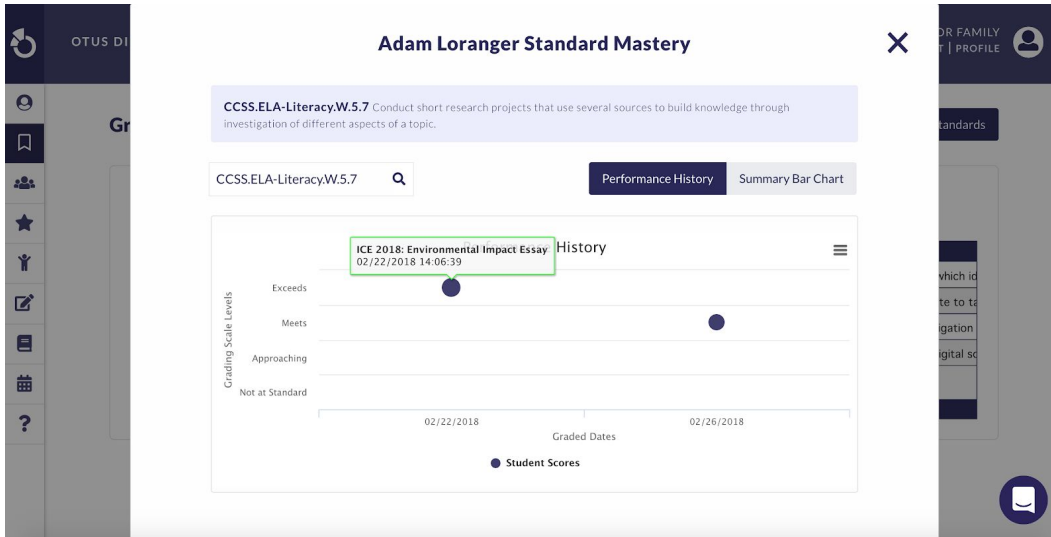 OTUS DI
Adam Loranger Standard Mastery
OR FAMILY
T | PROFILE
CCSS.ELA-Literacy.W.5.7 Conduct short research projects that use several sources to build knowledge through
investigation of different aspects of a topic.
Gr
tandards
CCSS.ELA-Literacy.W.5.7
Performance History
Summary Bar Chart
History
ICE 2018: Environmental Impact Essay
02/22/2018 14:06:39
Grading Scale Levels
Exceeds
Meets
Approaching
Not at Standard
which id
te to ta
igation
igital so
02/22/2018
02/26/2018
Graded Dates
Student Scores
?